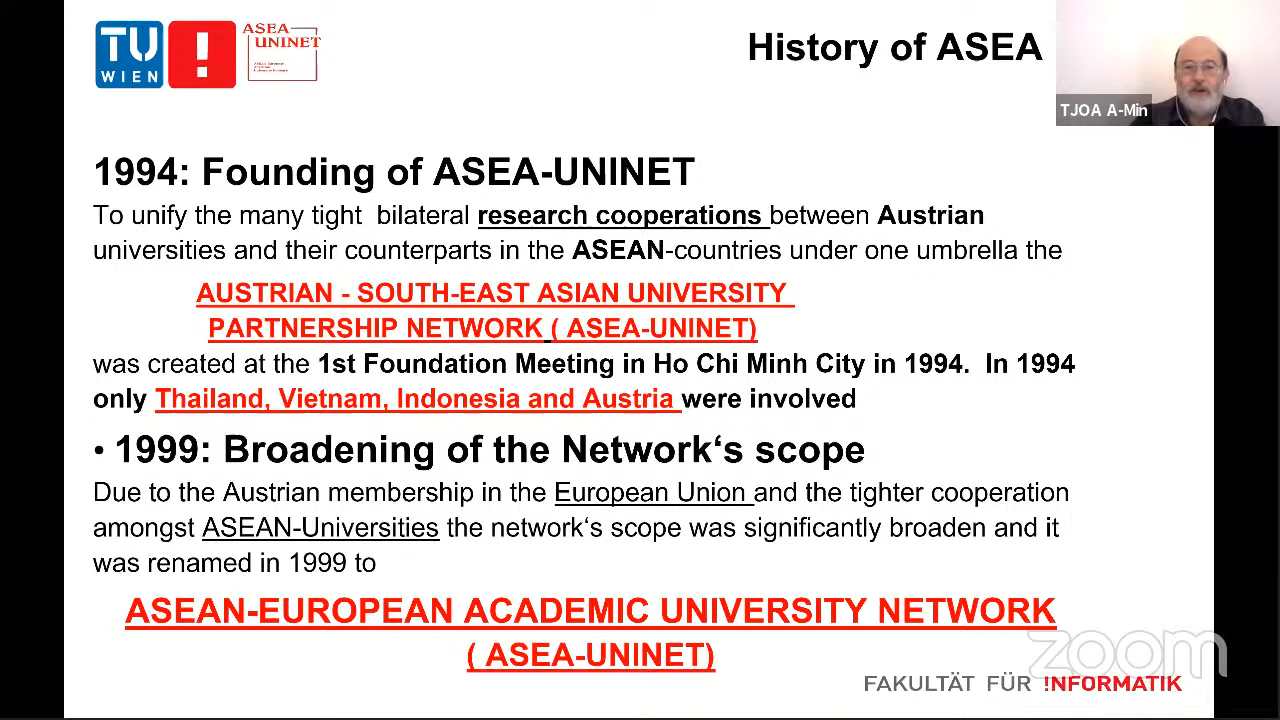 TU
WIEN
!
ASEA
UNINET
History of ASEA
TJOA A-Min
1994: Founding of ASEA-UNINET
To unify the many tight bilateral research cooperations between Austrian
universities and their counterparts in the ASEAN-countries under one umbrella the
AUSTRIAN - SOUTH-EAST ASIAN UNIVERSITY
PARTNERSHIP NETWORK ( ASEA-UNINET)
was created at the 1st Foundation Meeting in Ho Chi Minh City in 1994. In 1994
only Thailand, Vietnam, Indonesia and Austria were involved
• 1999: Broadening of the Network‘s scope
Due to the Austrian membership in the European Union and the tighter cooperation
amongst ASEAN-Universities the network‘s scope was significantly broaden and it
was renamed in 1999 to
ASEAN-EUROPEAN ACADEMIC UNIVERSITY NETWORK
( ASEA-UNINET)
zoom
FAKULTÄT FÜR !NFORMATIK